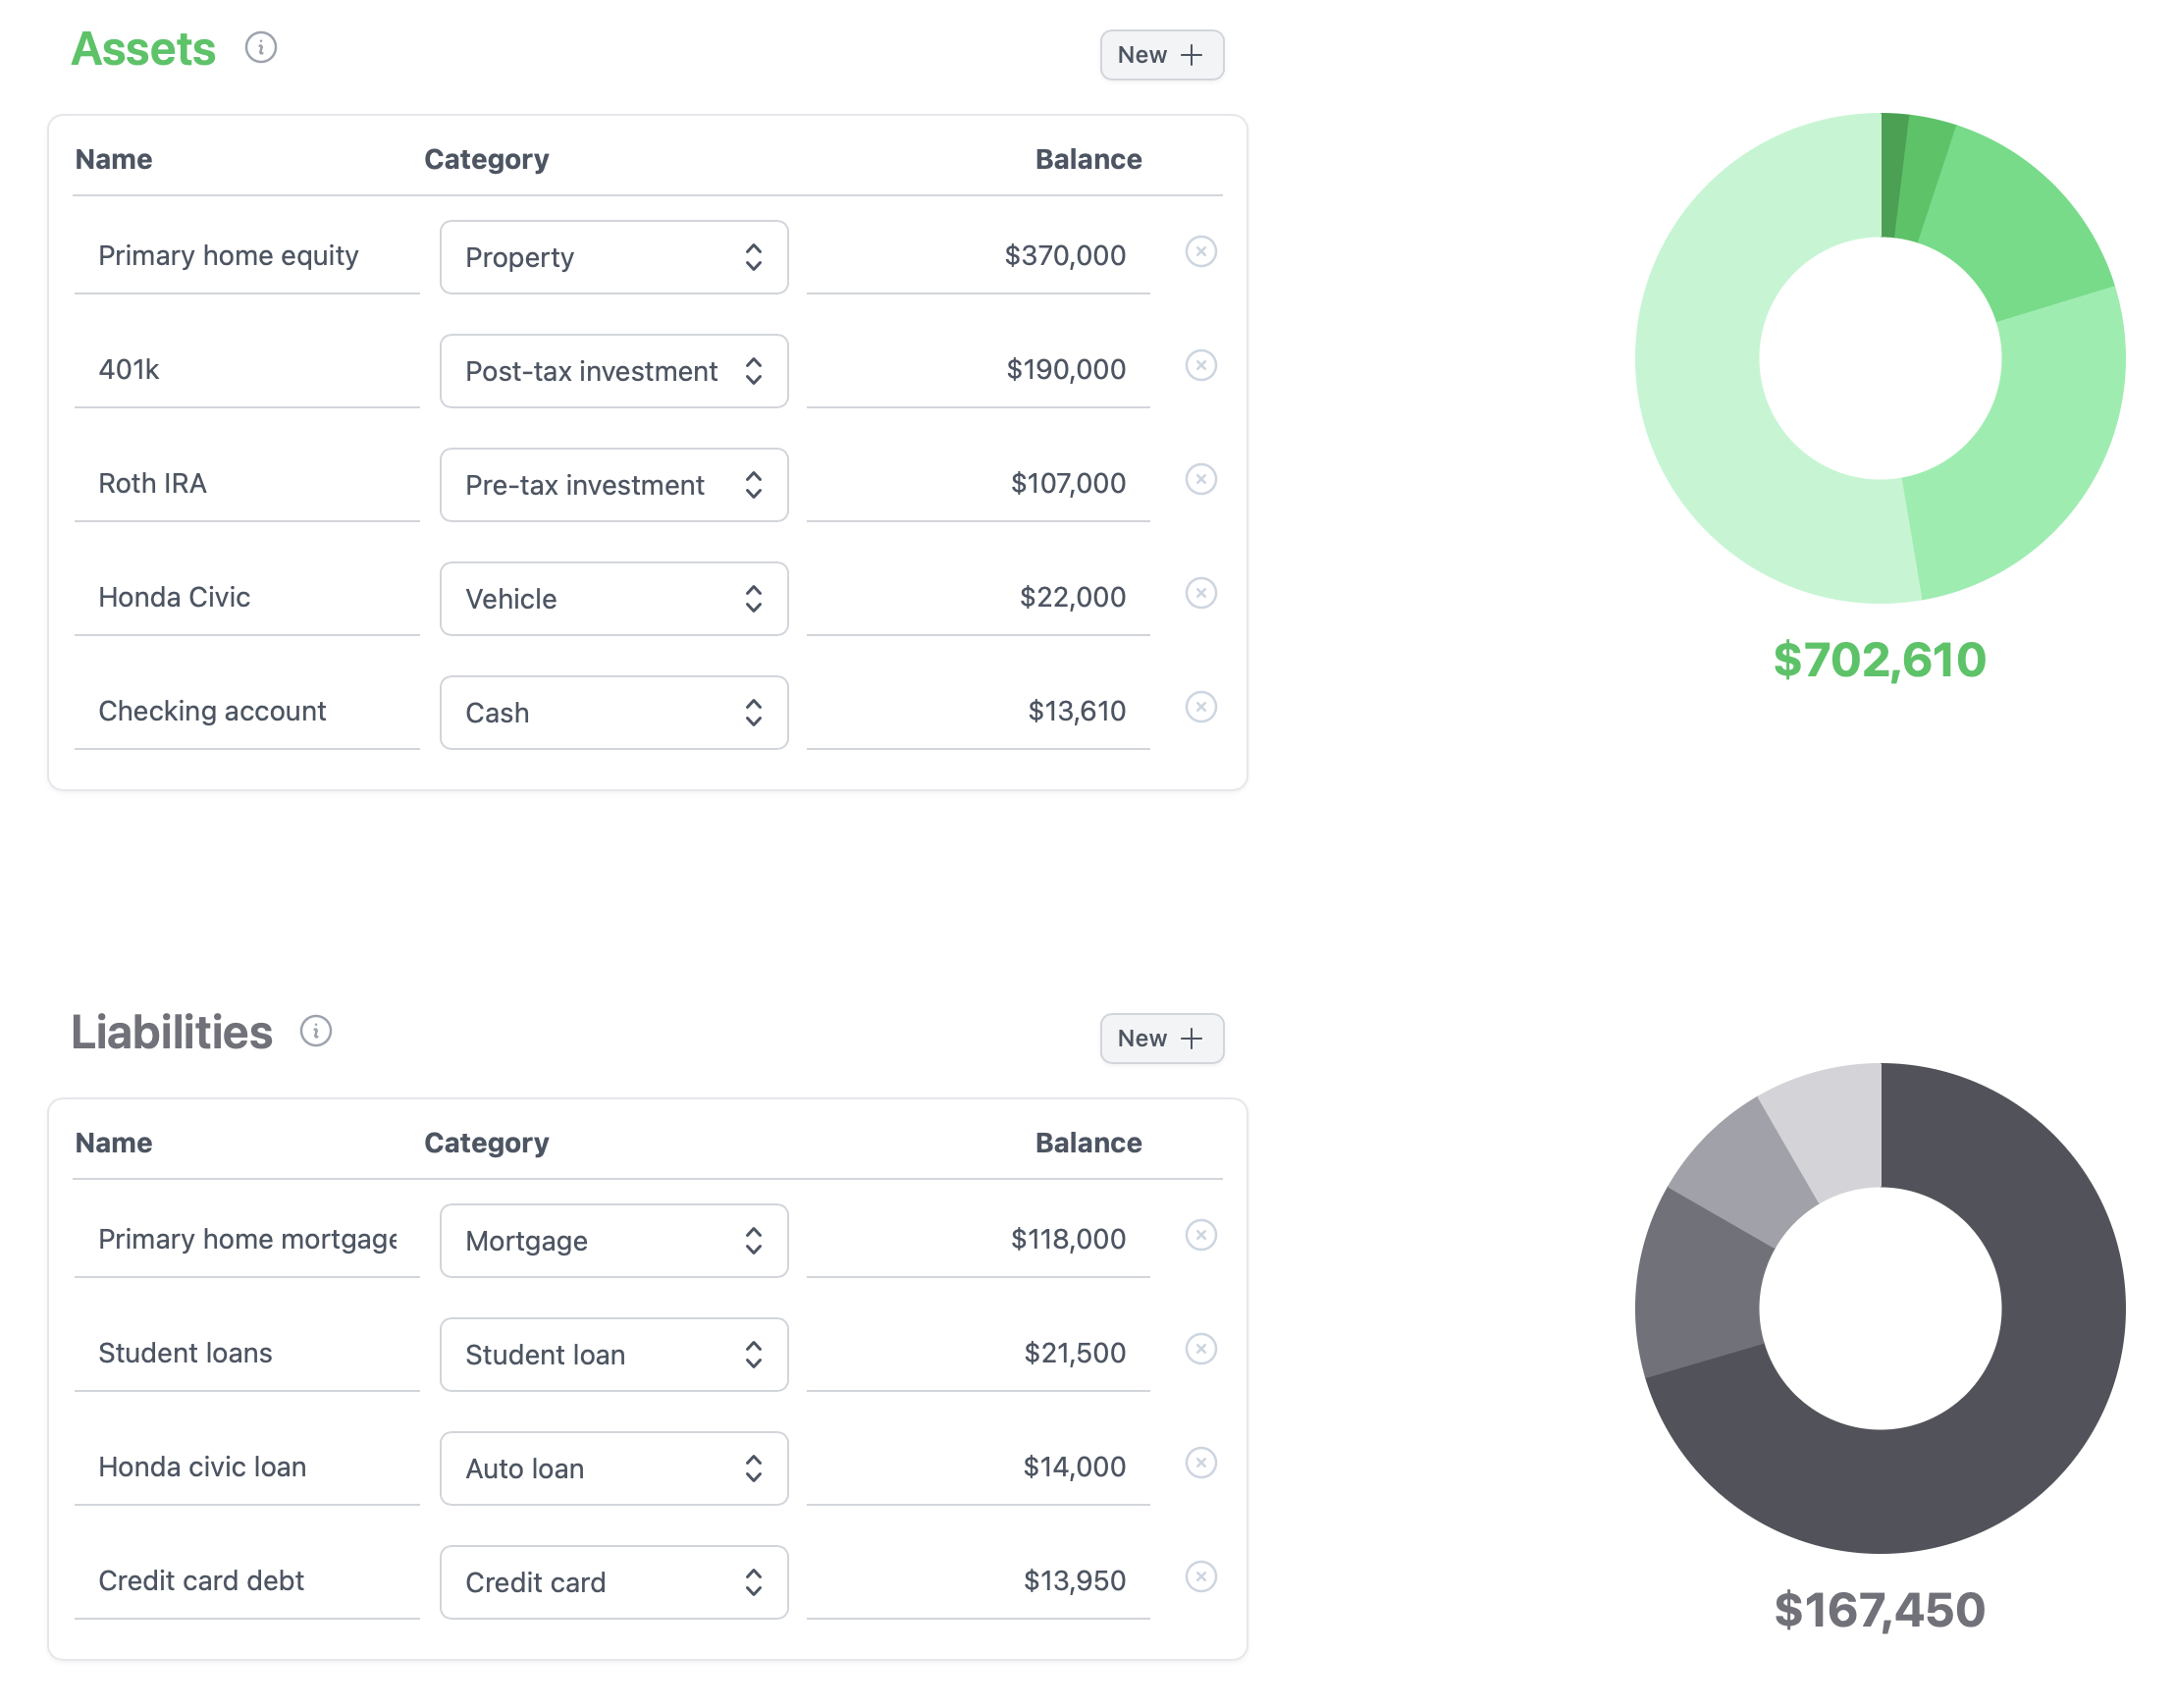 Assets
New
Name Category Balance
Primary home equity Property $370,000
401k Post-tax investment $190,000
Roth IRA Pre-tax investment $107,000
Honda Civic Vehicle $22,000
Checking account Cash $13,610
$702,610
Liabilities
New
Name Category Balance
Primary home mortgage Mortgage $118,000
Student loans Student loan $21,500
Honda civic loan Auto loan $14,000
Credit card debt Credit card $13,950
$167,450